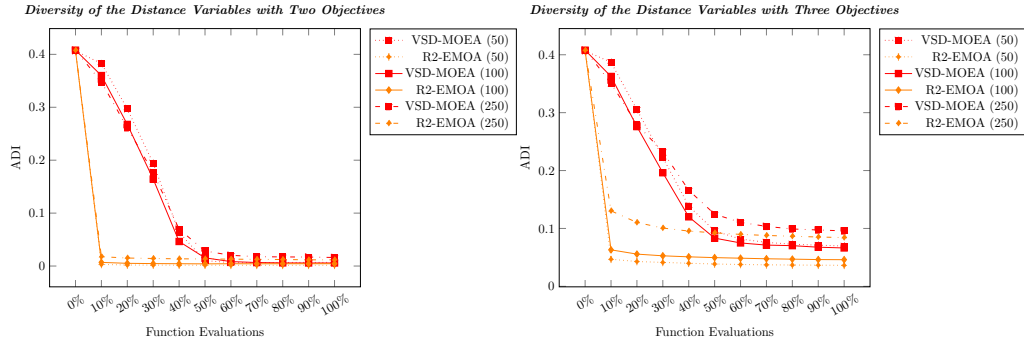 Diversity of the Distance Variables with Two Objectives
ADI
0.4
0.3
0.2
0.1
0
0%
10%
20%
30%
40%
50%
60%
70%
80%
90%
100%
Function Evaluations
VSD-MOEA (50)
R2-EMOA (50)
VSD-MOEA (100)
R2-EMOA (100)
VSD-MOEA (250)
R2-EMOA (250)
Diversity of the Distance Variables with Three Objectives
ADI
0.4
0.3
0.2
0.1
0
0%
10%
20%
30%
40%
50%
60%
70%
80%
90%
100%
Function Evaluations
VSD-MOEA (50)
R2-EMOA (50)
VSD-MOEA (100)
R2-EMOA (100)
VSD-MOEA (250)
R2-EMOA (250)